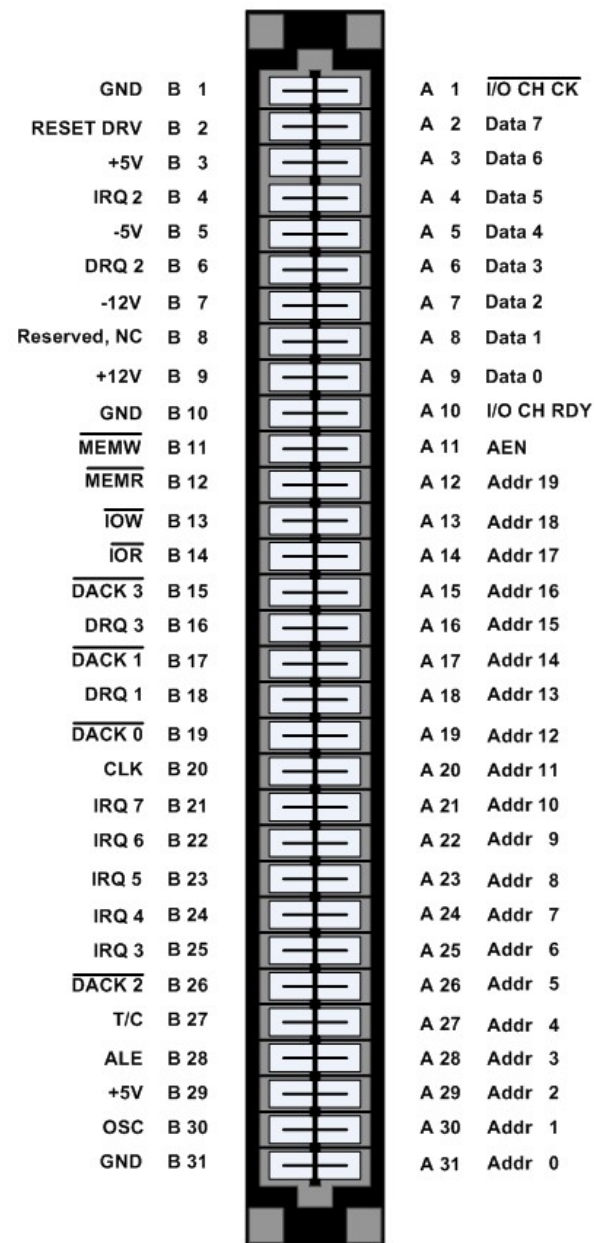 GND B 1 A 1 I/O CH CK
RESET DRV B 2 A 2 Data 7
+5V B 3 A 3 Data 6
IRQ 2 B 4 A 4 Data 5
-5V B 5 A 5 Data 4
DRQ 2 B 6 A 6 Data 3
-12V B 7 A 7 Data 2
Reserved, NC B 8 A 8 Data 1
+12V B 9 A 9 Data 0
GND B 10 A 10 I/O CH RDY
MEMW B 11 A 11 AEN
MEMR B 12 A 12 Addr 19
IOW B 13 A 13 Addr 18
IOR B 14 A 14 Addr 17
DACK 3 B 15 A 15 Addr 16
DRQ 3 B 16 A 16 Addr 15
DACK 1 B 17 A 17 Addr 14
DRQ 1 B 18 A 18 Addr 13
DACK 0 B 19 A 19 Addr 12
CLK B 20 A 20 Addr 11
IRQ 7 B 21 A 21 Addr 10
IRQ 6 B 22 A 22 Addr 9
IRQ 5 B 23 A 23 Addr 8
IRQ 4 B 24 A 24 Addr 7
IRQ 3 B 25 A 25 Addr 6
DACK 2 B 26 A 26 Addr 5
T/C B 27 A 27 Addr 4
ALE B 28 A 28 Addr 3
+5V B 29 A 29 Addr 2
OSC B 30 A 30 Addr 1
GND B 31 A 31 Addr 0